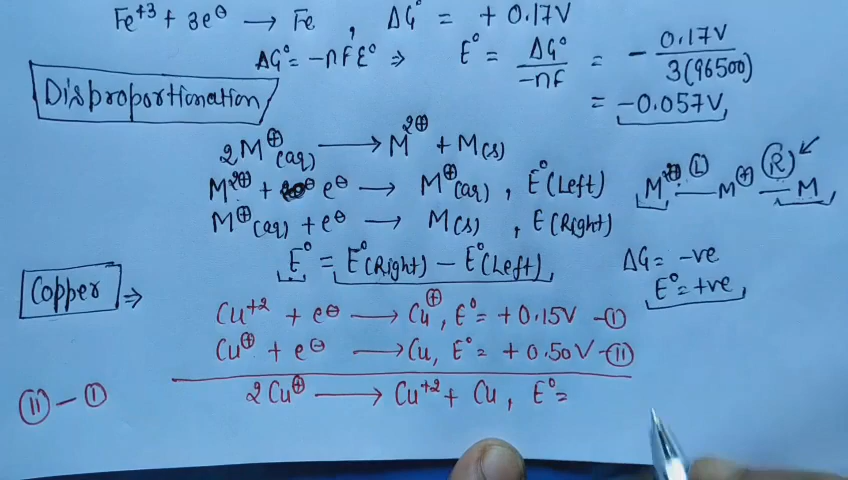 Fe⁺³ + 3e⊖ → Fe , ΔG° = + 0.17V
ΔG° = -nFE° ⇒ E° = ΔG°/-nF = - 0.17V/3(96500)
= -0.057V
Disproportionation
2M⊕(aq) → M²⊕ + M(s)
M²⊕ + e⊖ → M⊕(aq) , E°(Left)
M²⊕ Ⓛ — M⊕ Ⓡ — M
M⊕(aq) + e⊖ → M(s) , E(Right)
E° = E°(Right) - E°(Left)
ΔG = -ve
E° = +ve
Copper ⇒
Cu⁺² + e⊖ → Cu⊕, E° = + 0.15V - (I)
Cu⊕ + e⊖ → Cu, E° = + 0.50V - (II)
(II) - (I)
2Cu⊕ → Cu⁺² + Cu, E° =